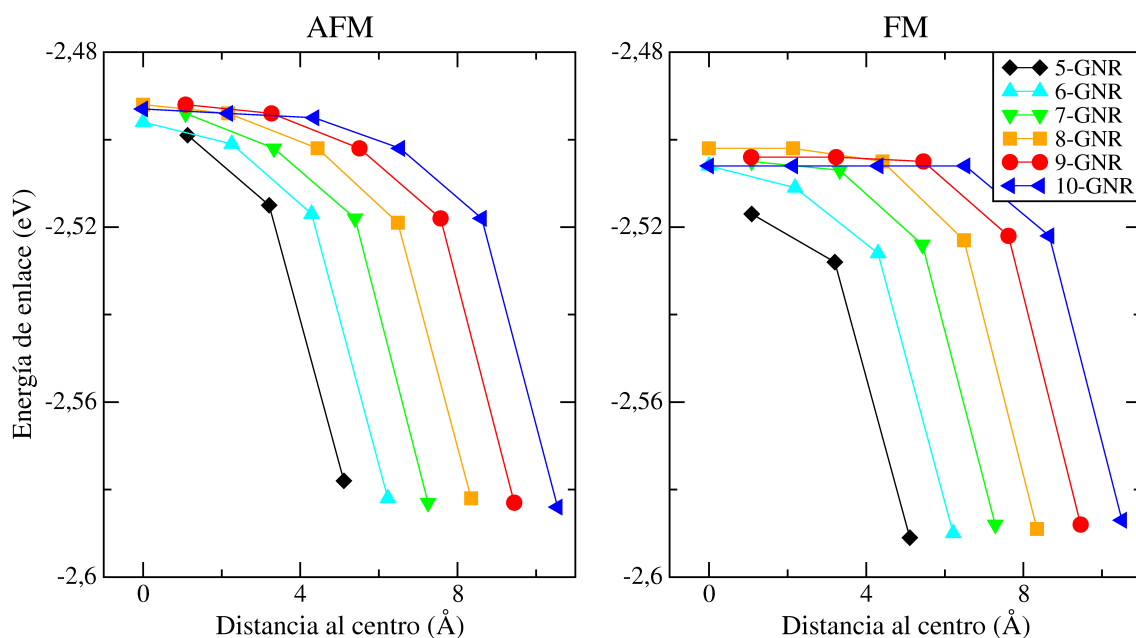 AFM
FM
Energía de enlace (eV)
-2,48
-2,52
-2,56
-2,6
0
4
8
Distancia al centro (Å)
-2,48
-2,52
-2,56
-2,6
0
4
8
Distancia al centro (Å)
5-GNR
6-GNR
7-GNR
8-GNR
9-GNR
10-GNR